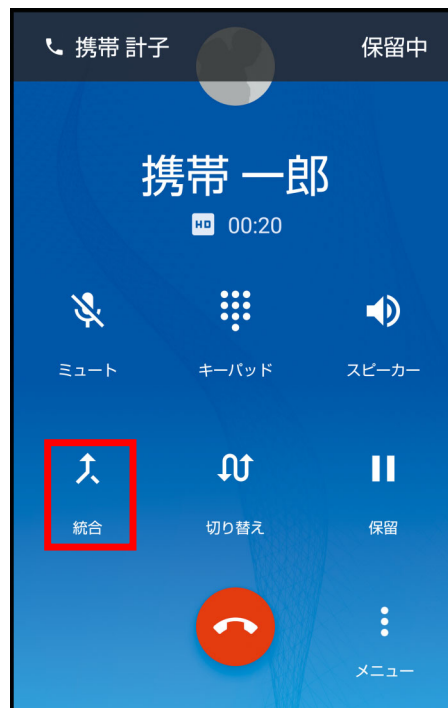 携帯 計子 保留中
携帯 一郎
HD 00:20
ミュート キーパッド スピーカー
統合 切り替え 保留
メニュー